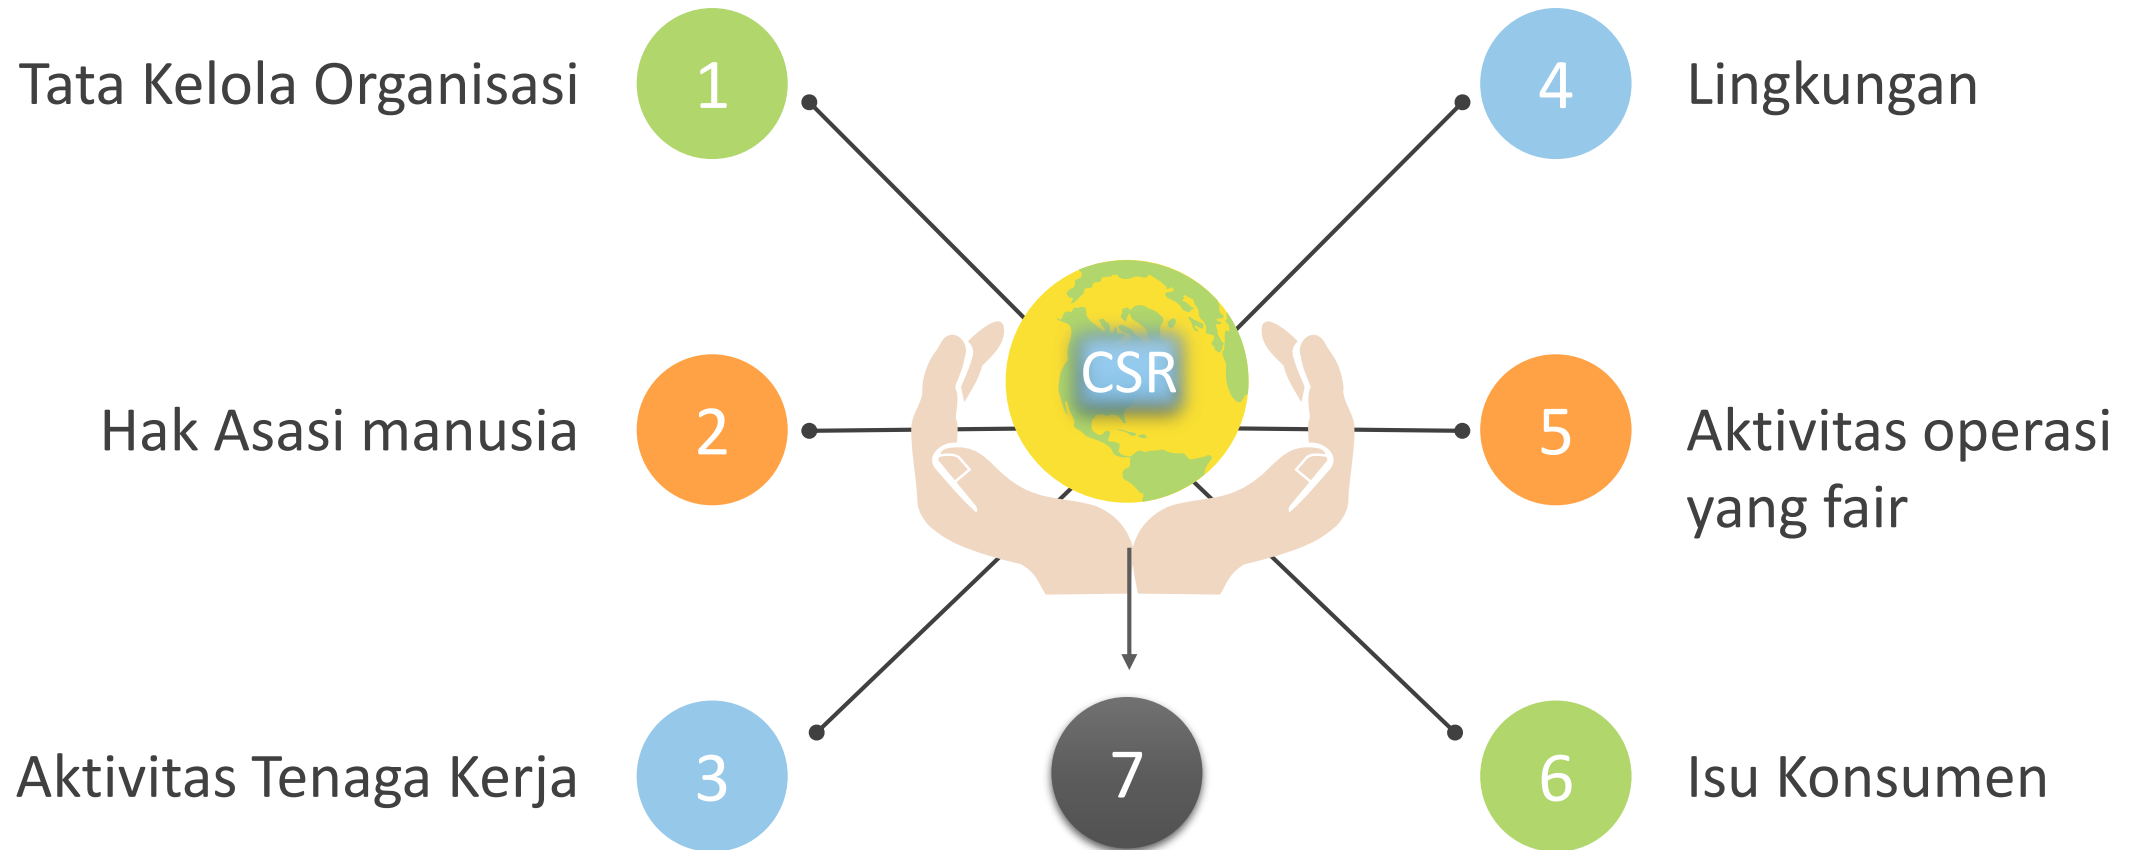 Tata Kelola Organisasi
1
4
Lingkungan
CSR
Hak Asasi manusia
2
5
Aktivitas operasi
yang fair
Aktivitas Tenaga Kerja
3
7
6
Isu Konsumen